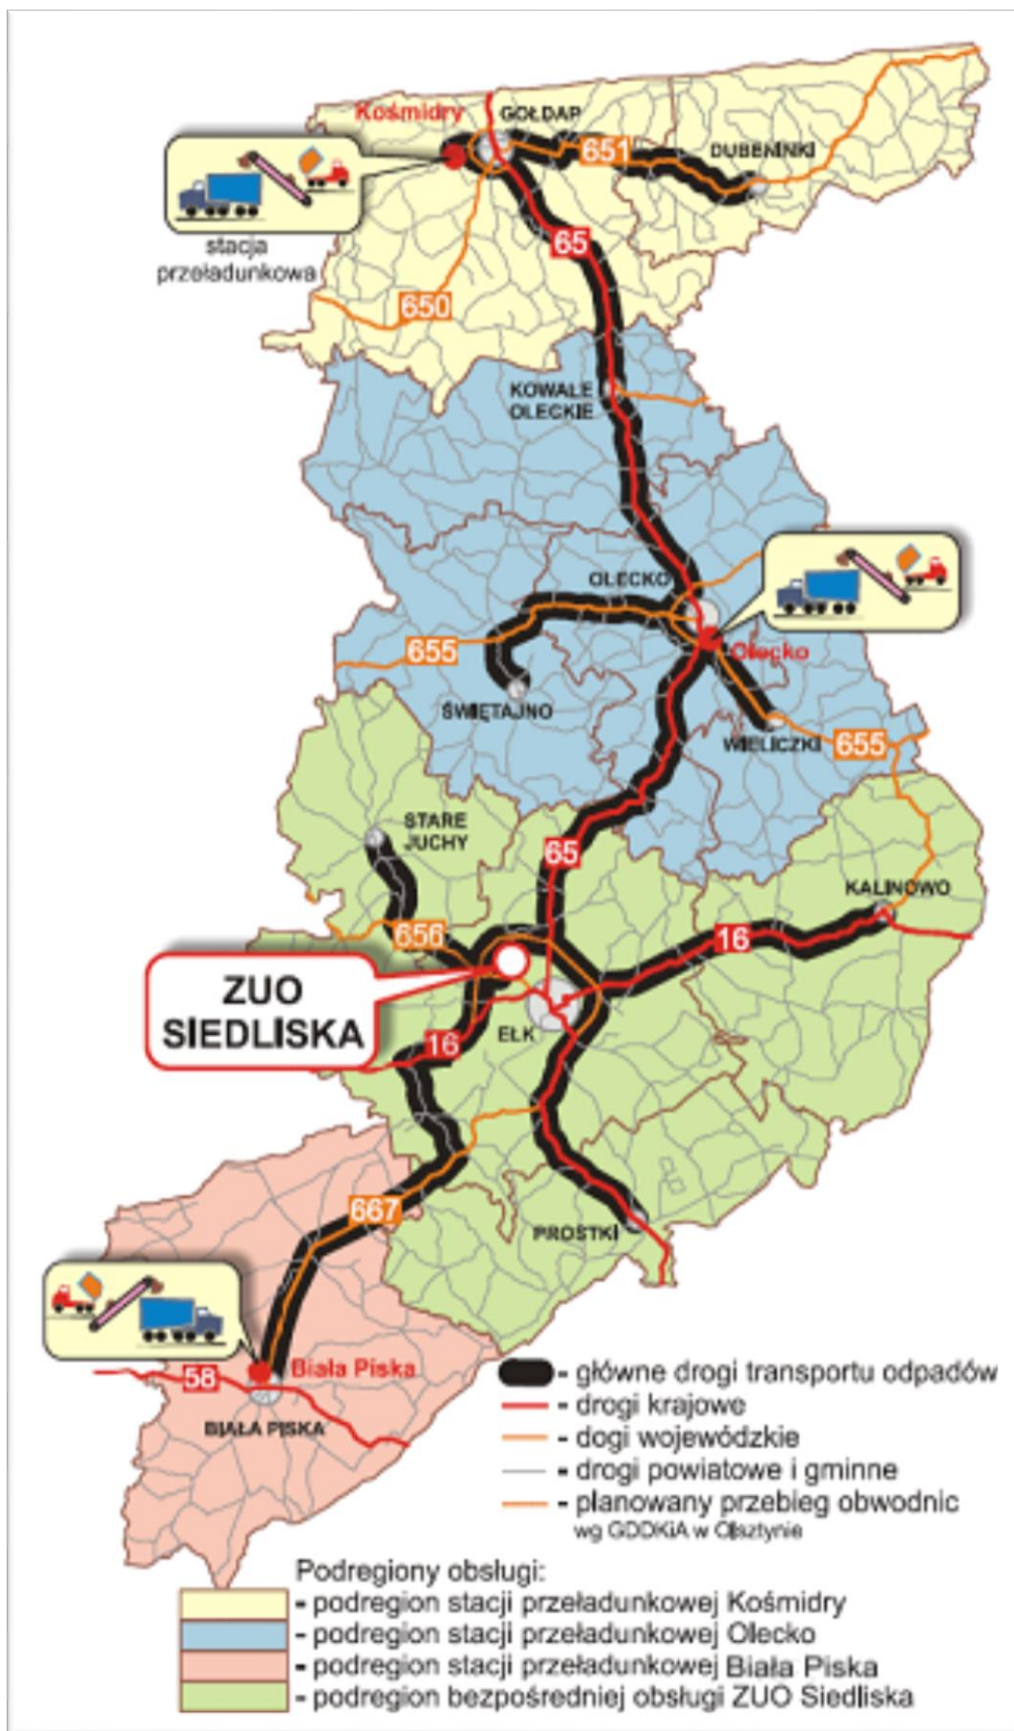 Kośmidry
GOŁDAP
651
DUBENINKI
stacja
przeładunkowa
65
650
KOWALE
OLECKIE
OLECKO
Olecko
655
ŚWIĘTAJNO
WIELICZKI
655
STARE
JUCHY
65
KALINOWO
656
16
ZUO
SIEDLISKA
EŁK
16
667
PROSTKI
Biała Piska
58
BIAŁA PISKA
- główne drogi transportu odpadów
- drogi krajowe
- dogi wojewódzkie
- drogi powiatowe i gminne
- planowany przebieg obwodnic
wg GDDKiA w Olsztynie
Podregiony obsługi:
- podregion stacji przeładunkowej Kośmidry
- podregion stacji przeładunkowej Olecko
- podregion stacji przeładunkowej Biała Piska
- podregion bezpośredniej obsługi ZUO Siedliska